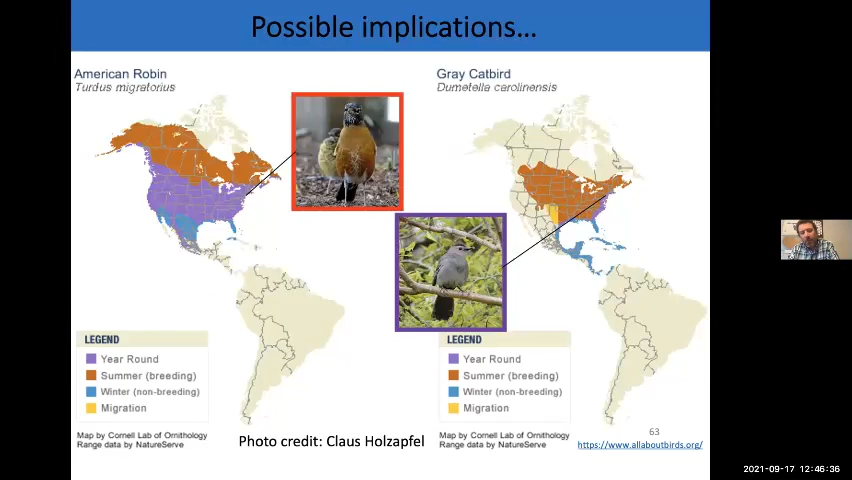 Possible implications…
American Robin
Turdus migratorius
LEGEND
Year Round
Summer (breeding)
Winter (non-breeding)
Migration
Map by Cornell Lab of Ornithology
Range data by NatureServe
Photo credit: Claus Holzapfel
Gray Catbird
Dumetella carolinensis
LEGEND
Year Round
Summer (breeding)
Winter (non-breeding)
Migration
Map by Cornell Lab of Ornithology
Range data by NatureServe
63
https://www.allaboutbirds.org/
2021-09-17 12:46:36